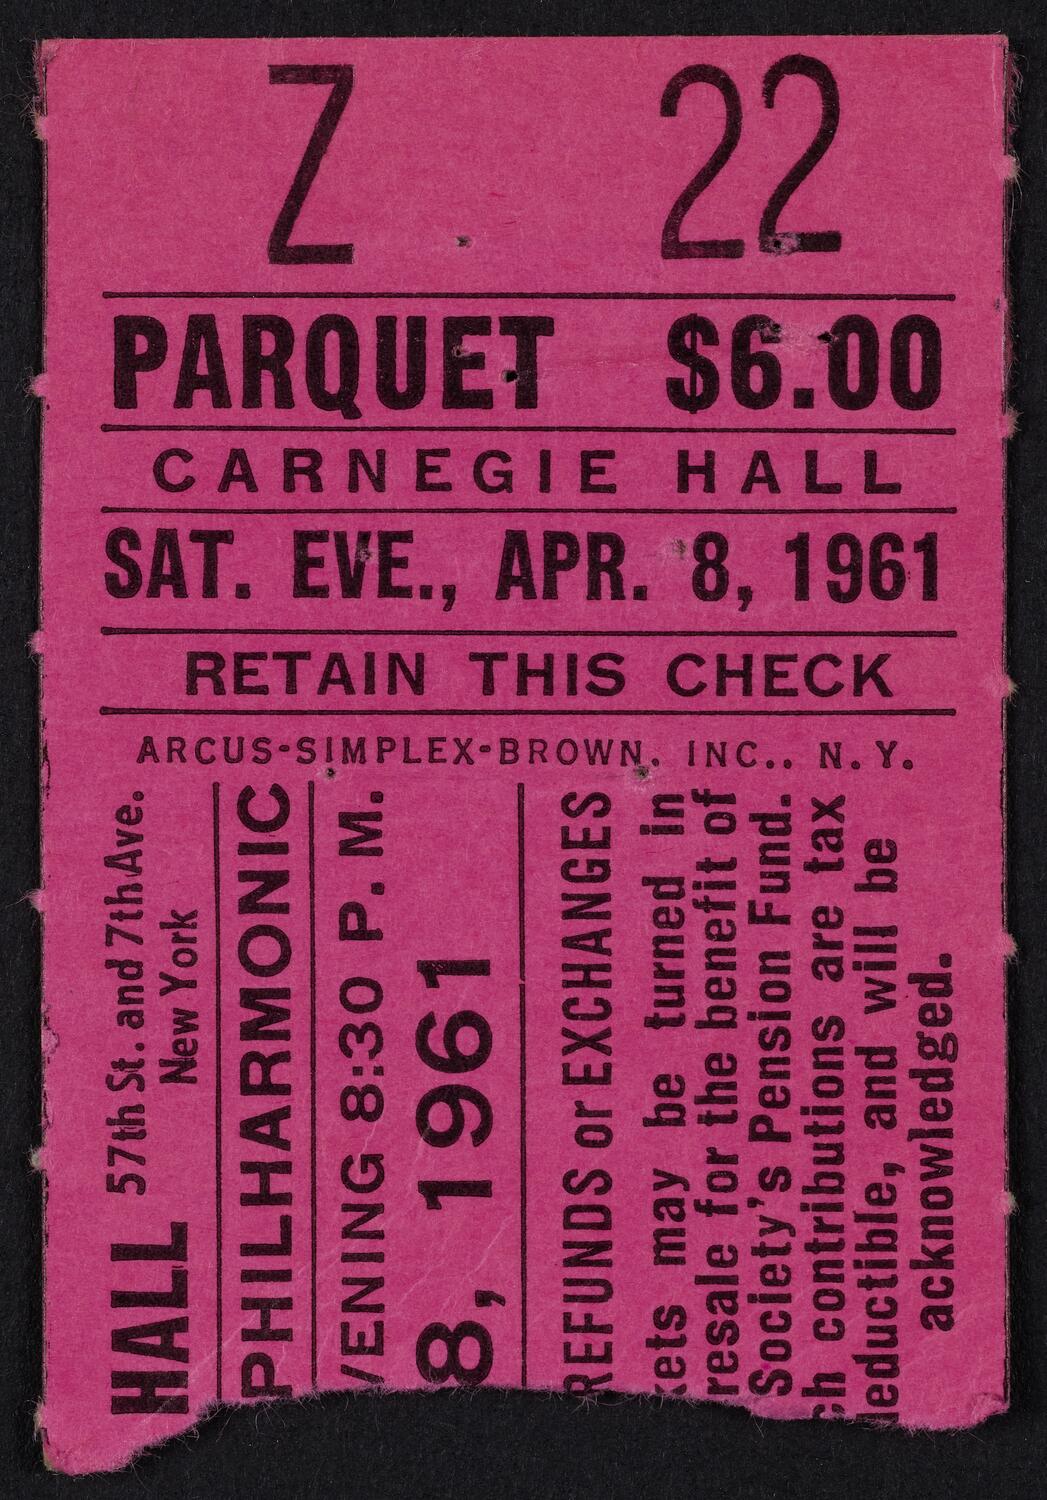 Z 22
PARQUET $6.00
CARNEGIE HALL
SAT. EVE., APR. 8, 1961
RETAIN THIS CHECK
ARCUS-SIMPLEX-BROWN, INC., N. Y.
HALL 57th St. and 7th Ave.
New York
PHILHARMONIC
VENING 8:30 P. M.
8, 1961
REFUNDS or EXCHANGES
kets may be turned in
resale for the benefit of
Society's Pension Fund.
ch contributions are tax
deductible, and will be
acknowledged.